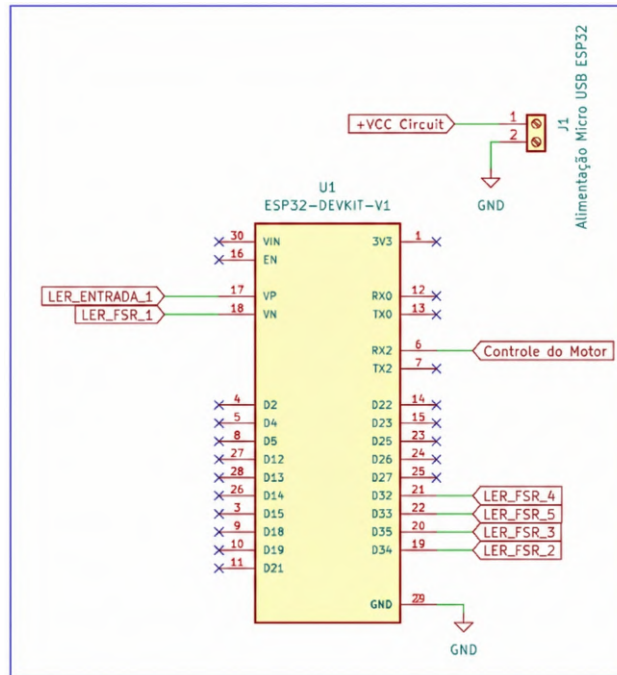 Alimentação Micro USB ESP32
J1
+VCC Circuit
1
2
GND
U1
ESP32-DEVKIT-V1
30 VIN
3V3 1
16 EN
LER_ENTRADA_1 17 VP
RX0 12
LER_FSR_1 18 VN
TX0 13
RX2 6 Controle do Motor
TX2 7
4 D2
D22 14
5 D4
D23 15
8 D5
D25 23
27 D12
D26 24
28 D13
D27 25
26 D14
D32 21 LER_FSR_4
3 D15
D33 22 LER_FSR_5
9 D18
D35 20 LER_FSR_3
10 D19
D34 19 LER_FSR_2
11 D21
GND
GND